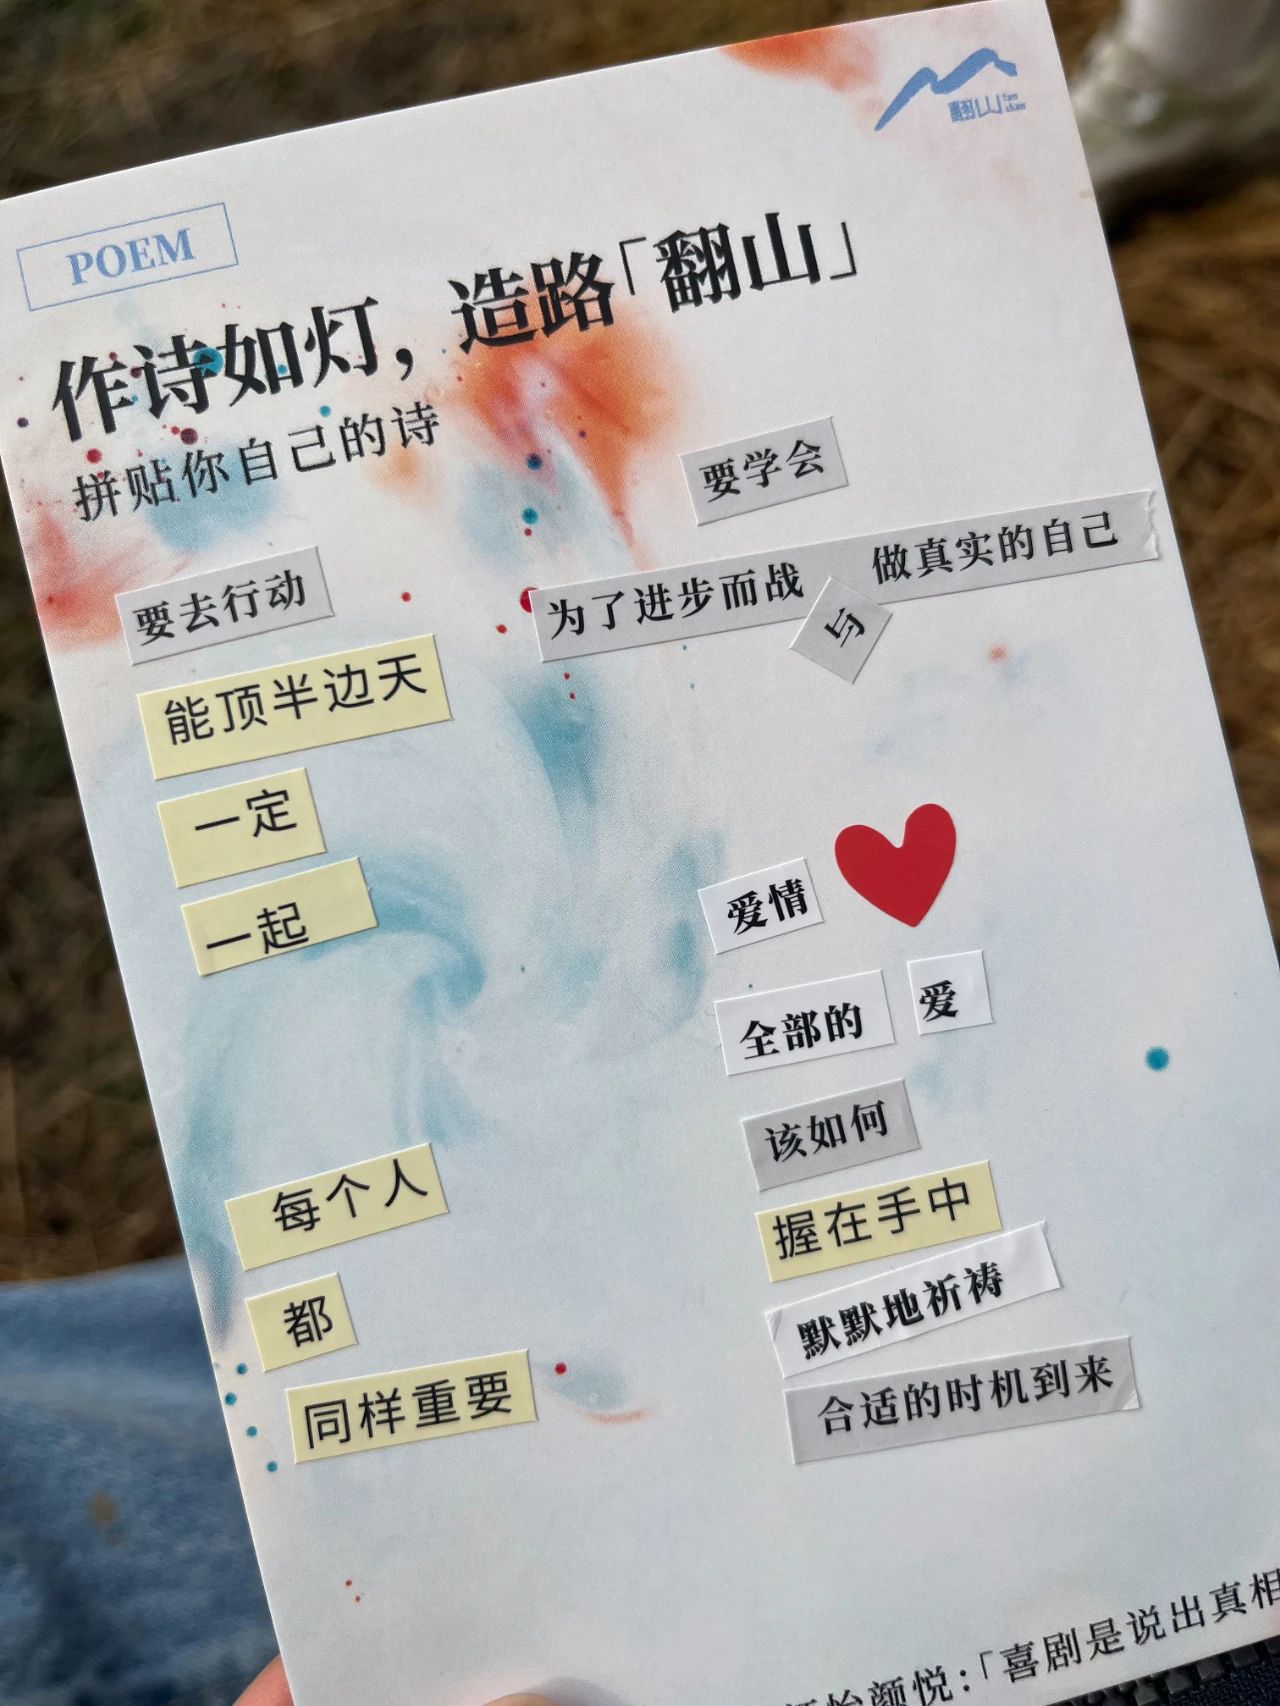 翻山 fan shan
POEM
作诗如灯，造路「翻山」
拼贴你自己的诗
要学会
为了进步而战 与 做真实的自己
要去行动
能顶半边天
一定
一起
爱情
全部的 爱
该如何
握在手中
默默地祈祷
合适的时机到来
每个人
都
同样重要
怡颜悦：「喜剧是说出真相